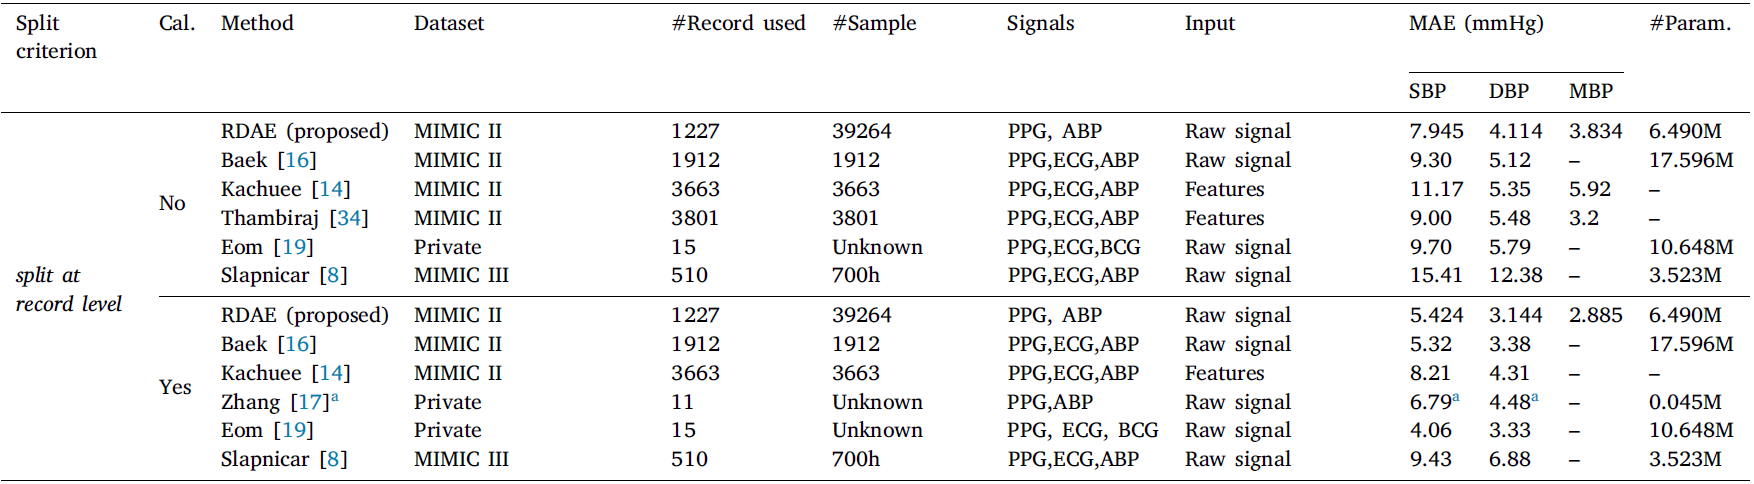 Split criterion Cal. Method Dataset #Record used #Sample Signals Input MAE (mmHg) #Param.
SBP DBP MBP
RDAE (proposed) MIMIC II 1227 39264 PPG, ABP Raw signal 7.945 4.114 3.834 6.490M
Baek [16] MIMIC II 1912 1912 PPG,ECG,ABP Raw signal 9.30 5.12 – 17.596M
Kachuee [14] MIMIC II 3663 3663 PPG,ECG,ABP Features 11.17 5.35 5.92 –
No
Thambiraj [34] MIMIC II 3801 3801 PPG,ECG,ABP Features 9.00 5.48 3.2 –
Eom [19] Private 15 Unknown PPG,ECG,BCG Raw signal 9.70 5.79 – 10.648M
split at record level
Slapnicar [8] MIMIC III 510 700h PPG,ECG,ABP Raw signal 15.41 12.38 – 3.523M
RDAE (proposed) MIMIC II 1227 39264 PPG, ABP Raw signal 5.424 3.144 2.885 6.490M
Baek [16] MIMIC II 1912 1912 PPG,ECG,ABP Raw signal 5.32 3.38 – 17.596M
Kachuee [14] MIMIC II 3663 3663 PPG,ECG,ABP Features 8.21 4.31 – –
Yes
Zhang [17]a Private 11 Unknown PPG,ABP Raw signal 6.79a 4.48a – 0.045M
Eom [19] Private 15 Unknown PPG, ECG, BCG Raw signal 4.06 3.33 – 10.648M
Slapnicar [8] MIMIC III 510 700h PPG,ECG,ABP Raw signal 9.43 6.88 – 3.523M